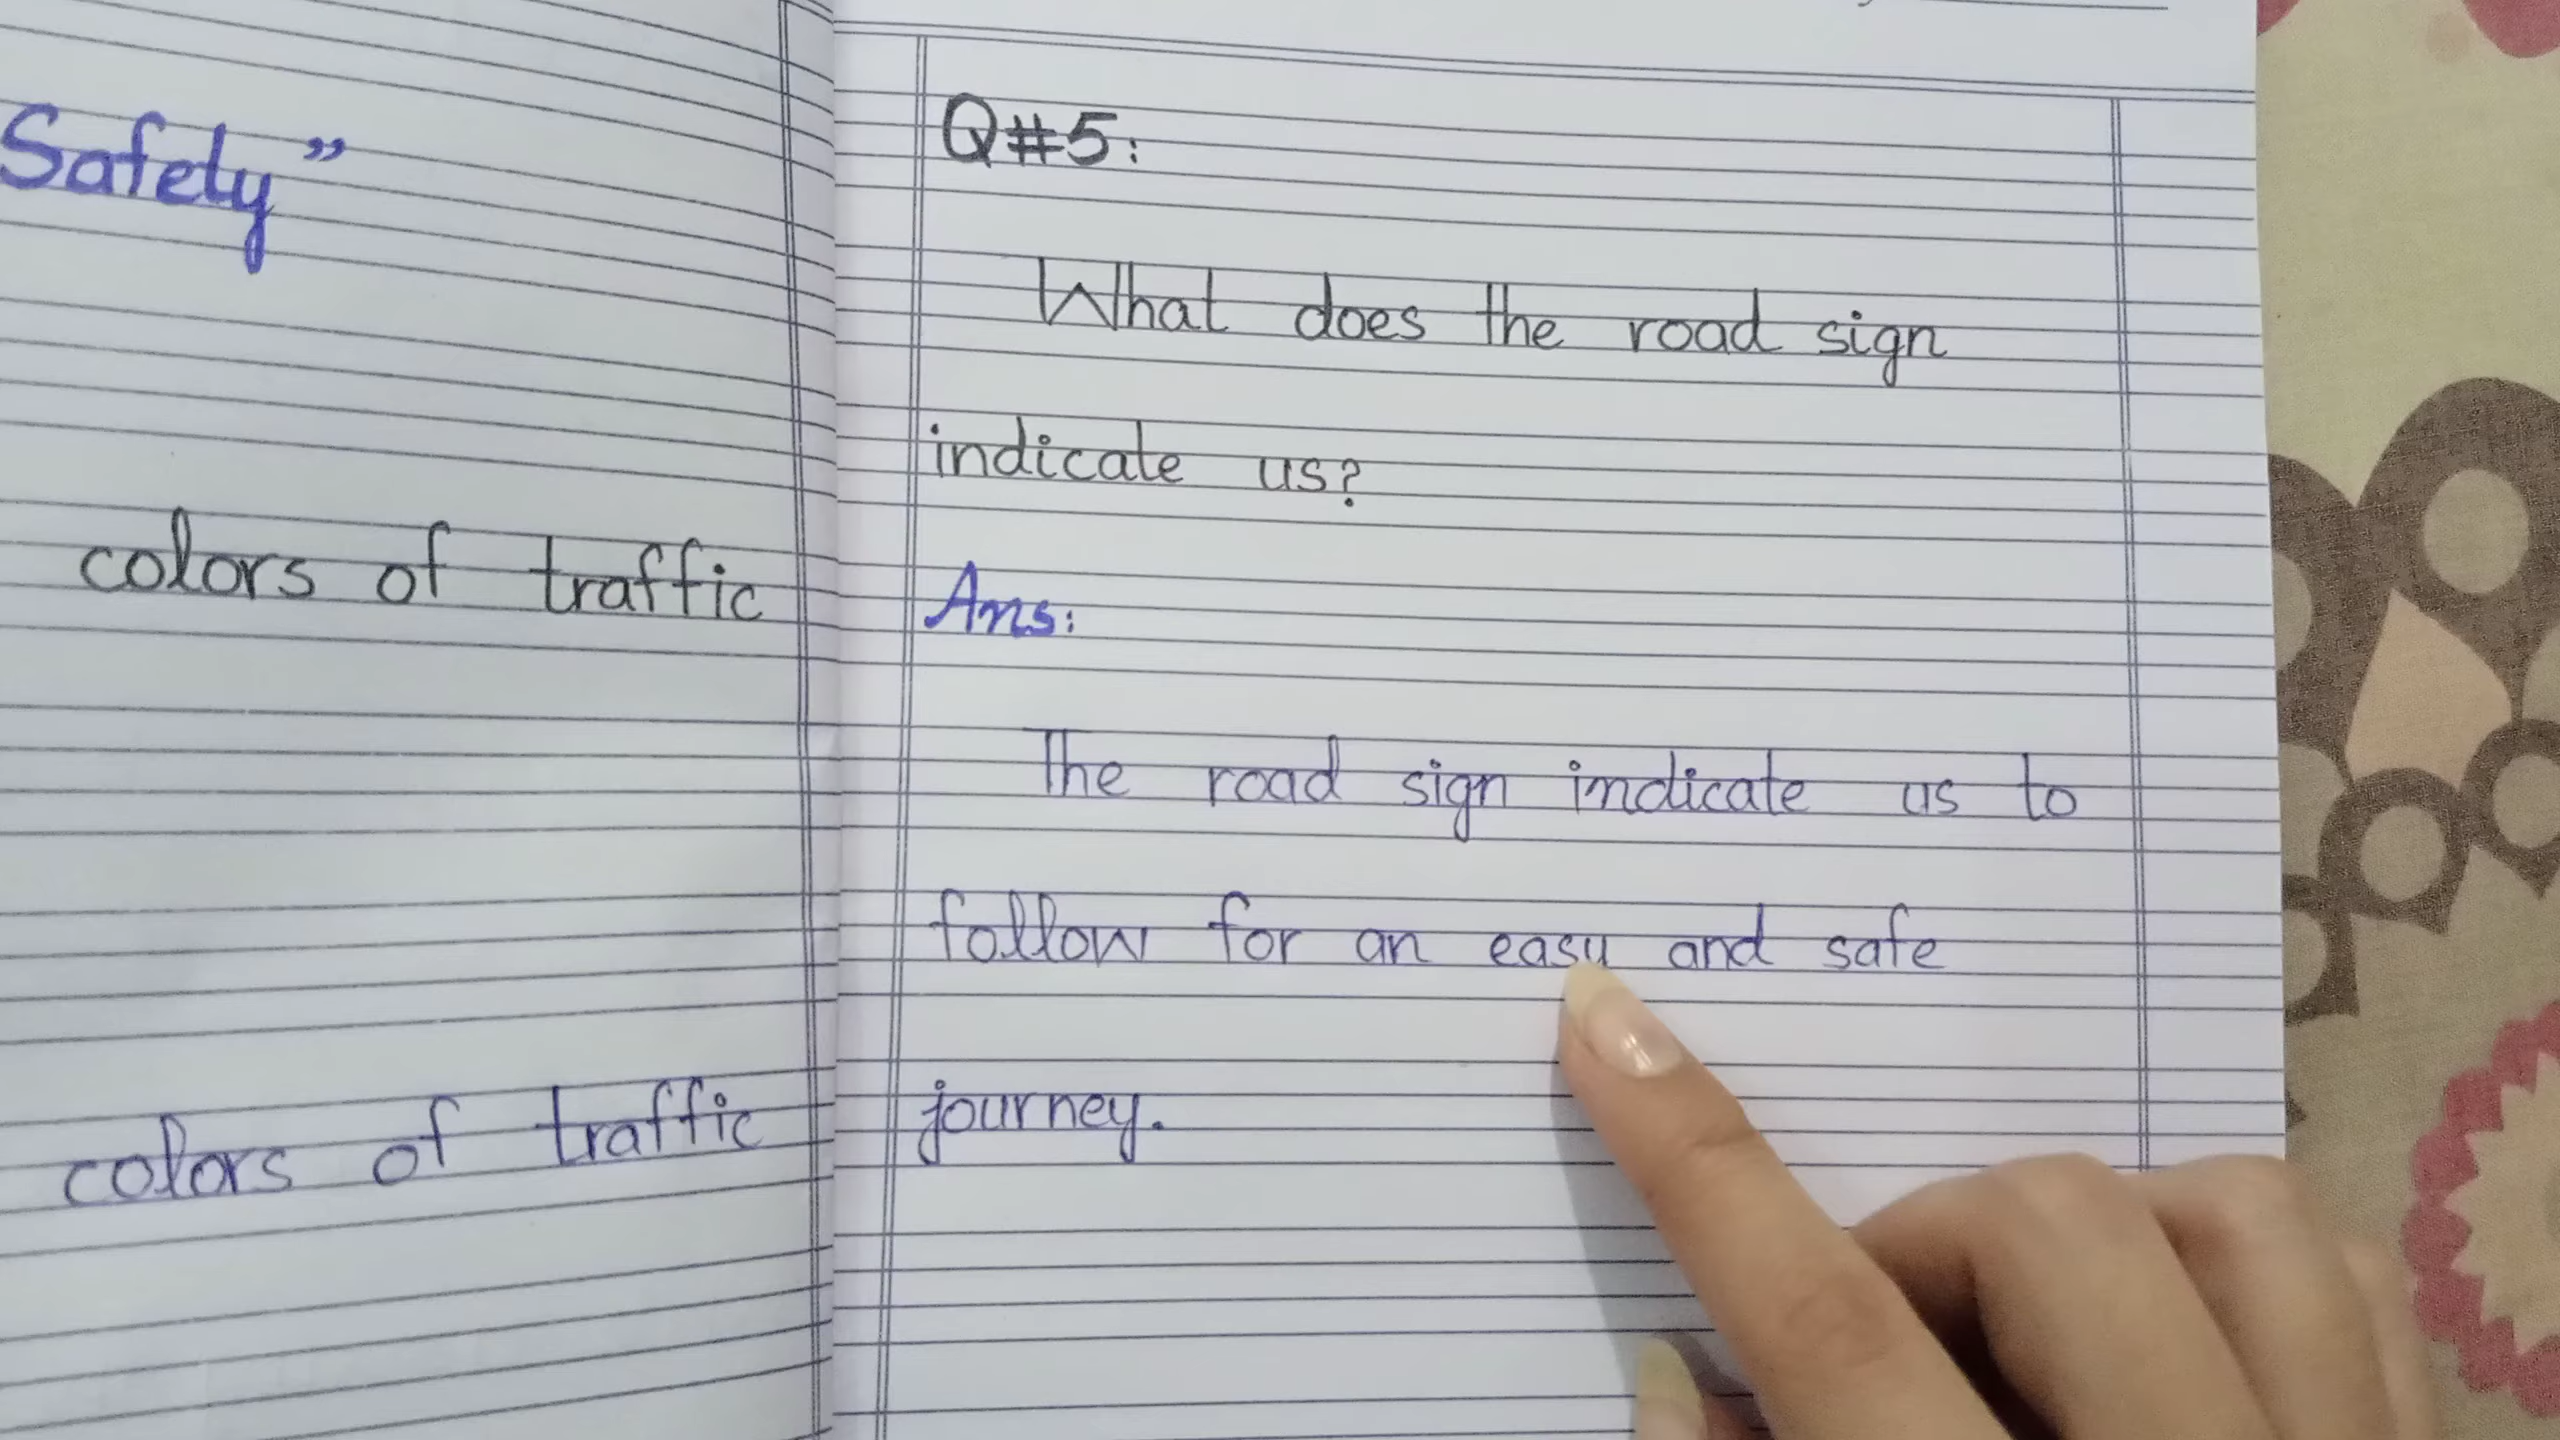 Safety”
colors of traffic
colors of traffic
Q#5:
What does the road sign
indicate us?
Ans:
The road sign indicate us to
follow for an easy and safe
journey.